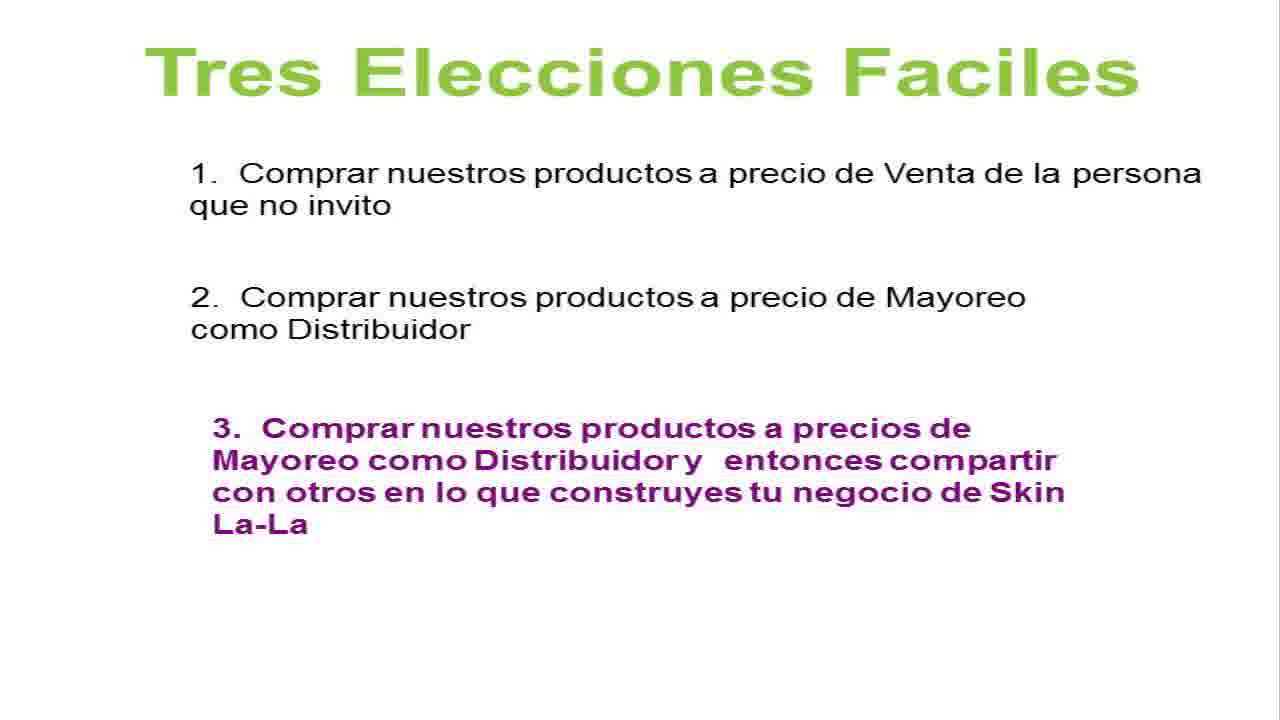 Tres Elecciones Faciles
1. Comprar nuestros productos a precio de Venta de la persona
que no invito
2. Comprar nuestros productos a precio de Mayoreo
como Distribuidor
3. Comprar nuestros productos a precios de
Mayoreo como Distribuidor y entonces compartir
con otros en lo que construyes tu negocio de Skin
La-La